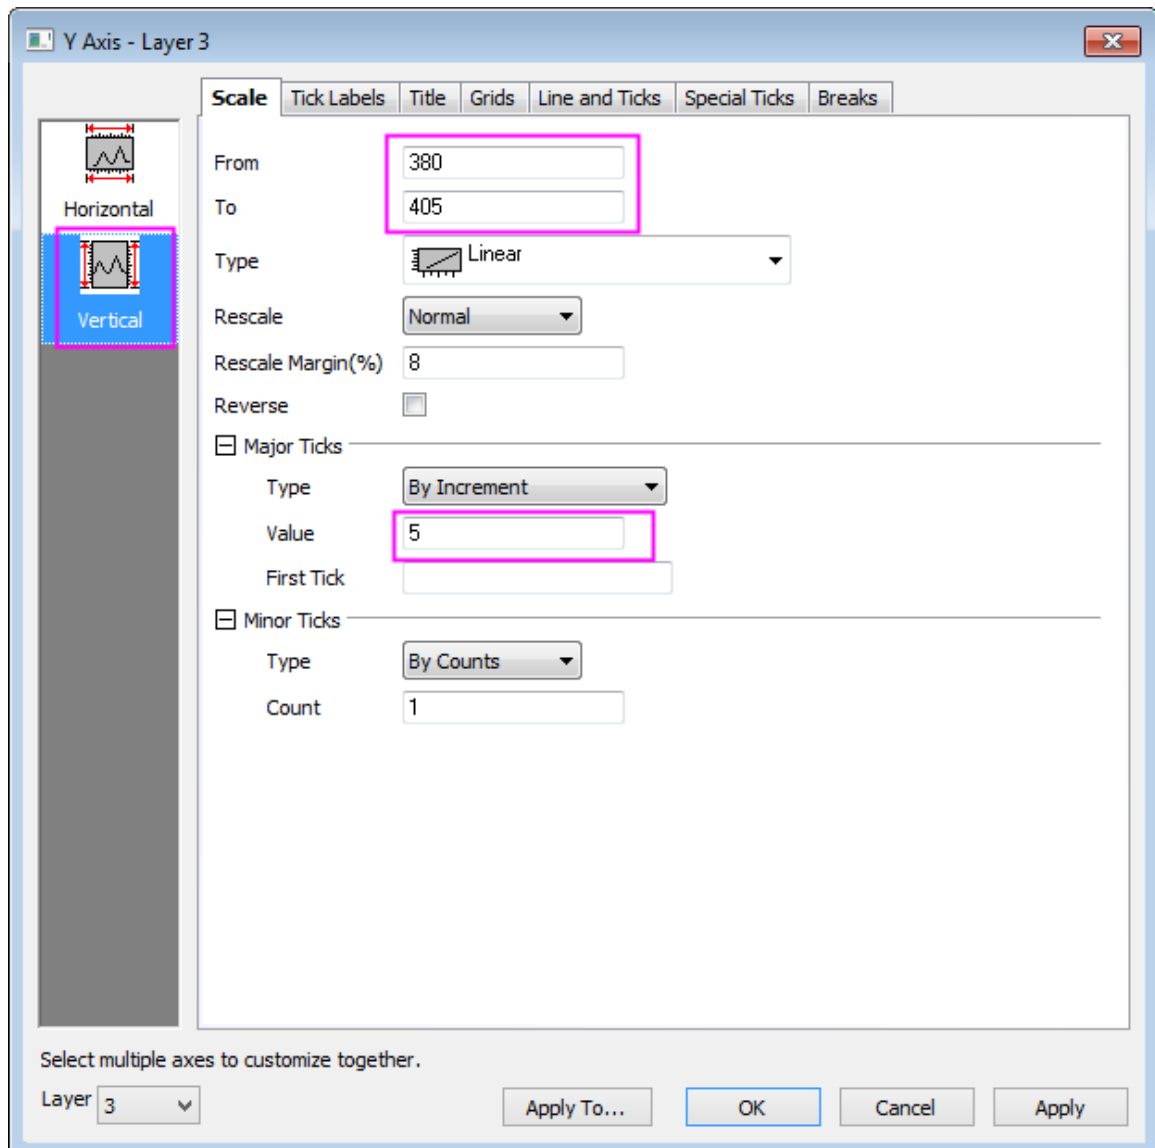 Y Axis - Layer 3
Scale Tick Labels Title Grids Line and Ticks Special Ticks Breaks
Horizontal
Vertical
From 380
To 405
Type Linear
Rescale Normal
Rescale Margin(%) 8
Reverse
Major Ticks
Type By Increment
Value 5
First Tick
Minor Ticks
Type By Counts
Count 1
Select multiple axes to customize together.
Layer 3 Apply To... OK Cancel Apply